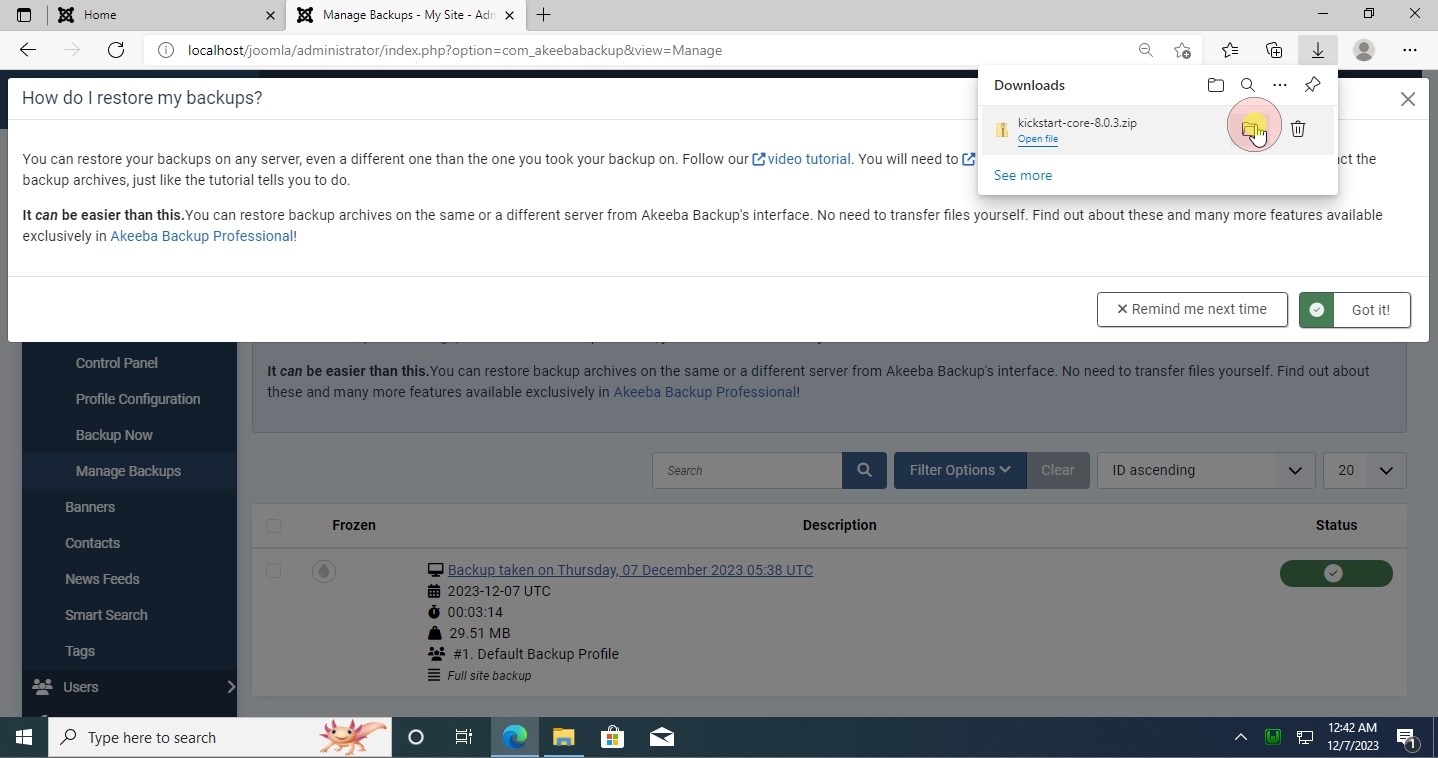 Home
Manage Backups - My Site - Adm
localhost/joomla/administrator/index.php?option=com_akeebabackup&view=Manage
Downloads
kickstart-core-8.0.3.zip
Open file
See more
How do I restore my backups?
You can restore your backups on any server, even a different one than the one you took your backup on. Follow our video tutorial. You will need to
act the
backup archives, just like the tutorial tells you to do.
It can be easier than this.You can restore backup archives on the same or a different server from Akeeba Backup's interface. No need to transfer files yourself. Find out about these and many more features available
exclusively in Akeeba Backup Professional!
Remind me next time
Got it!
Control Panel
Profile Configuration
Backup Now
Manage Backups
Banners
Contacts
News Feeds
Smart Search
Tags
Users
It can be easier than this.You can restore backup archives on the same or a different server from Akeeba Backup's interface. No need to transfer files yourself. Find out about
these and many more features available exclusively in Akeeba Backup Professional!
Search
Filter Options
Clear
ID ascending
20
Frozen Description Status
Backup taken on Thursday, 07 December 2023 05:38 UTC
2023-12-07 UTC
00:03:14
29.51 MB
#1. Default Backup Profile
Full site backup
Type here to search
12:42 AM
12/7/2023
1